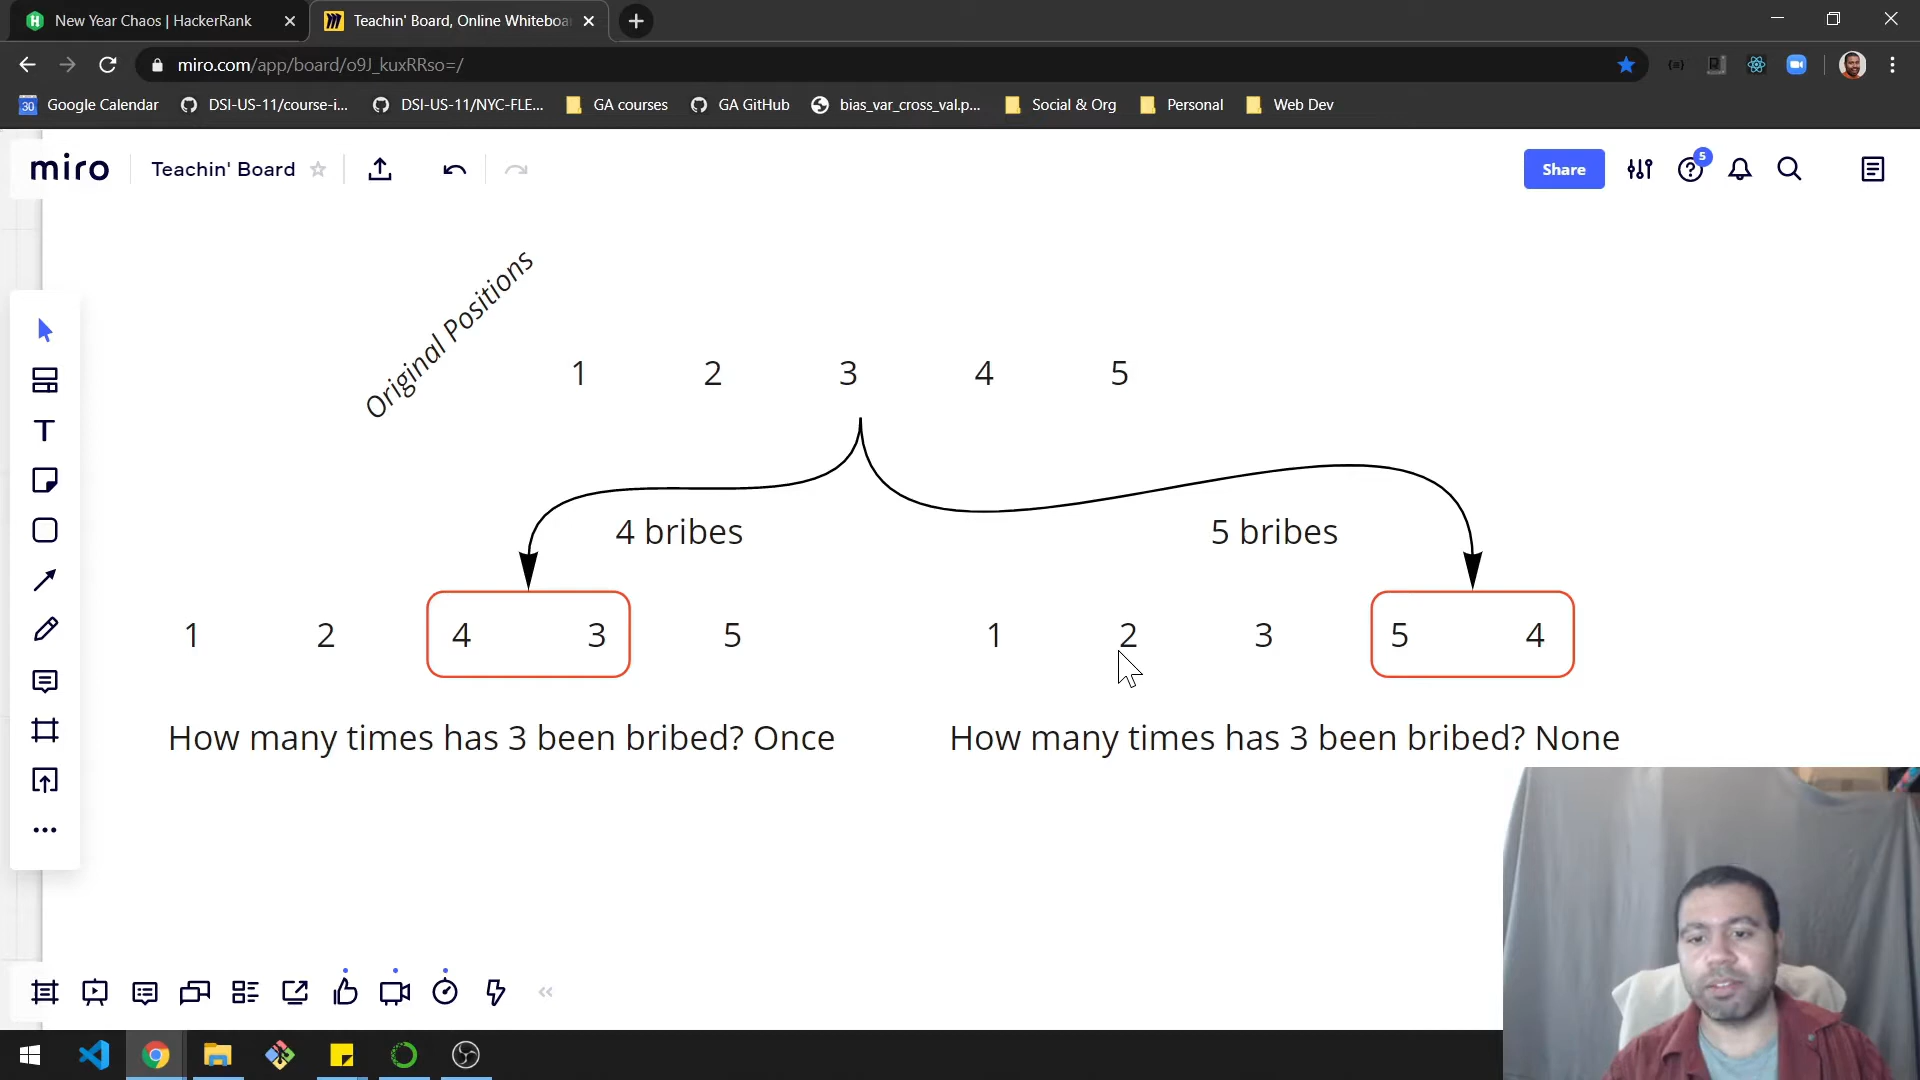 New Year Chaos | HackerRank
Teachin' Board, Online Whiteboa
miro.com/app/board/o9J_kuxRRso=/
30 Google Calendar
DSI-US-11/course-i...
DSI-US-11/NYC-FLE...
GA courses
GA GitHub
bias_var_cross_val.p...
Social & Org
Personal
Web Dev
miro
Teachin' Board
Share
5
Original Positions
1 2 3 4 5
4 bribes
5 bribes
1 2 4 3 5
1 2 3 5 4
How many times has 3 been bribed? Once
How many times has 3 been bribed? None